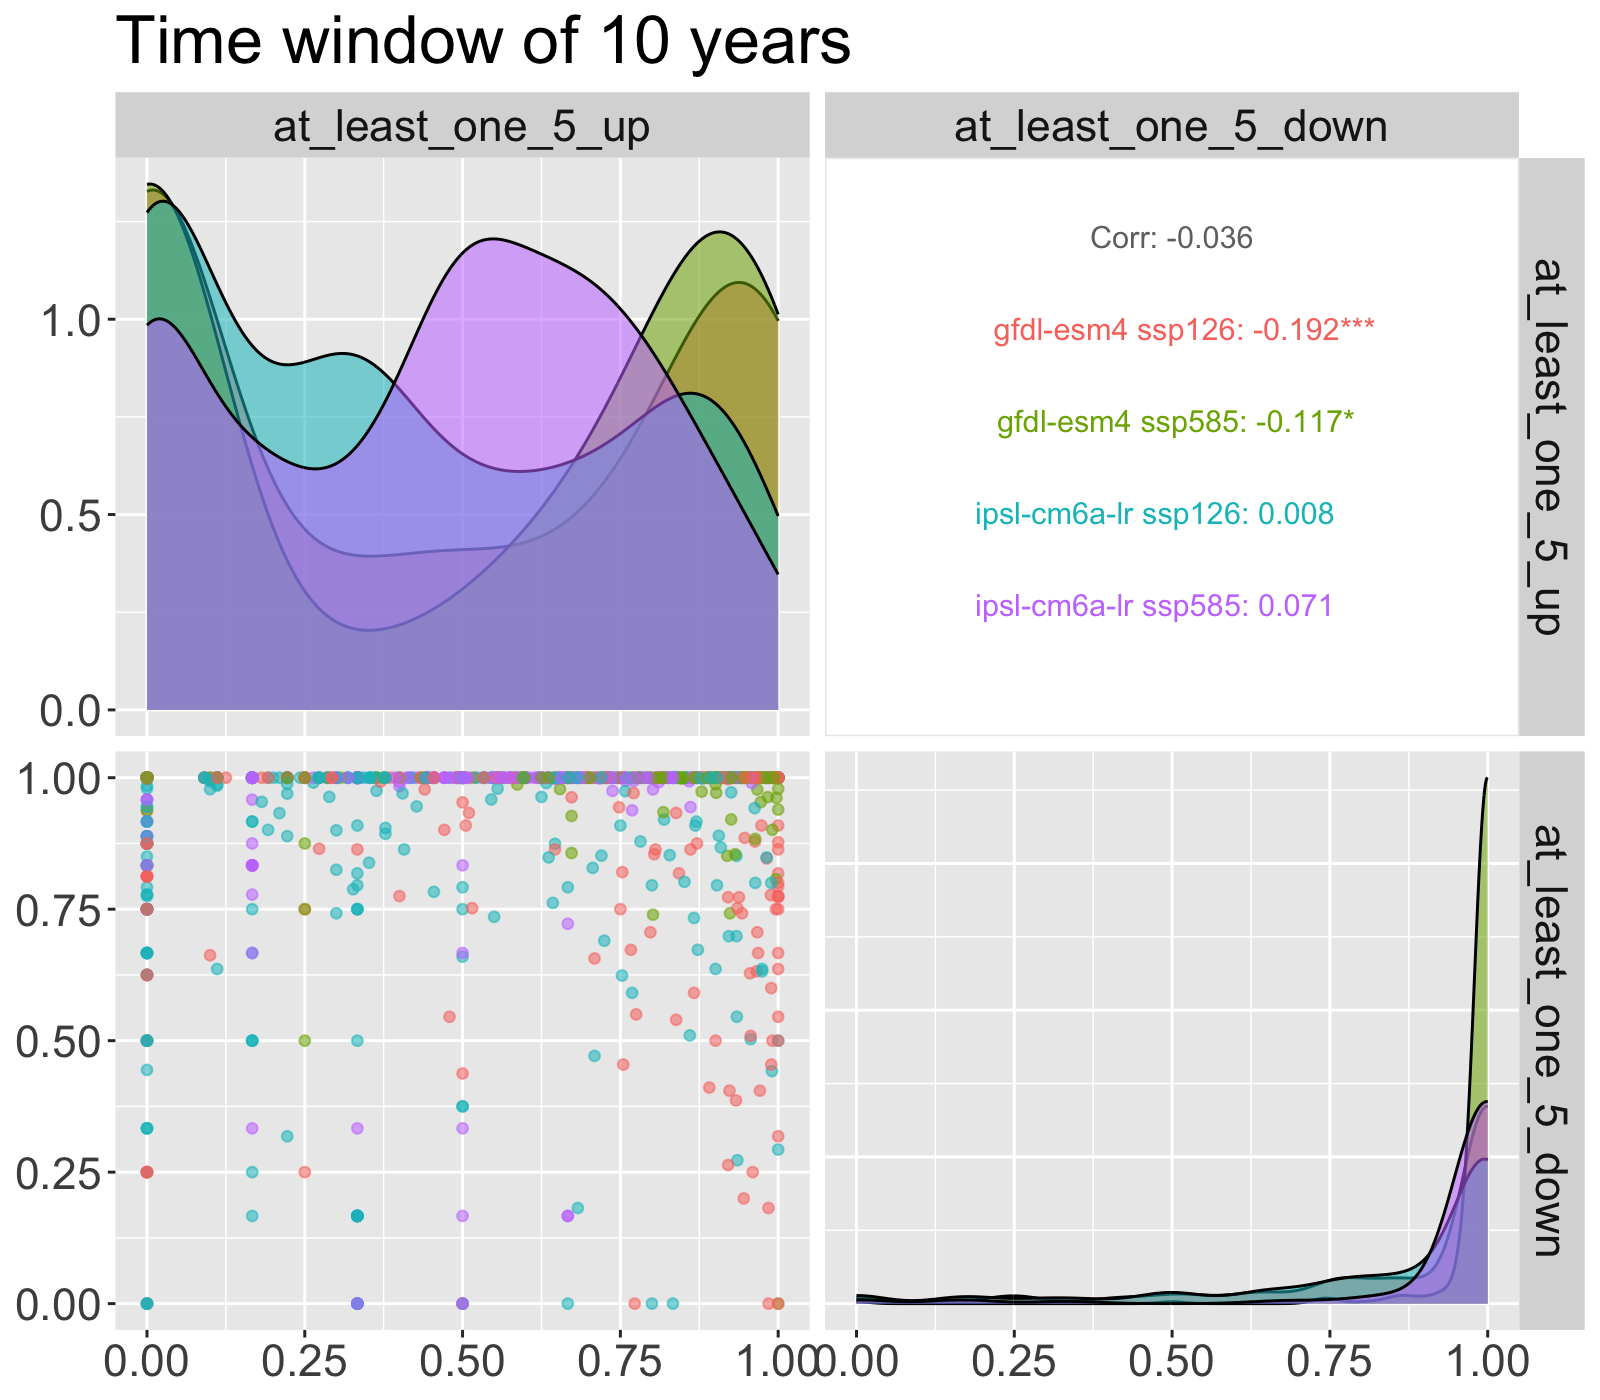 Time window of 10 years
at_least_one_5_up
at_least_one_5_down
1.0
0.5
0.0
Corr: -0.036
gfdl-esm4 ssp126: -0.192***
gfdl-esm4 ssp585: -0.117*
ipsl-cm6a-lr ssp126: 0.008
ipsl-cm6a-lr ssp585: 0.071
at_least_one_5_up
1.00
0.75
0.50
0.25
0.00
at_least_one_5_down
0.00 0.25 0.50 0.75 1.00
0.00 0.25 0.50 0.75 1.00